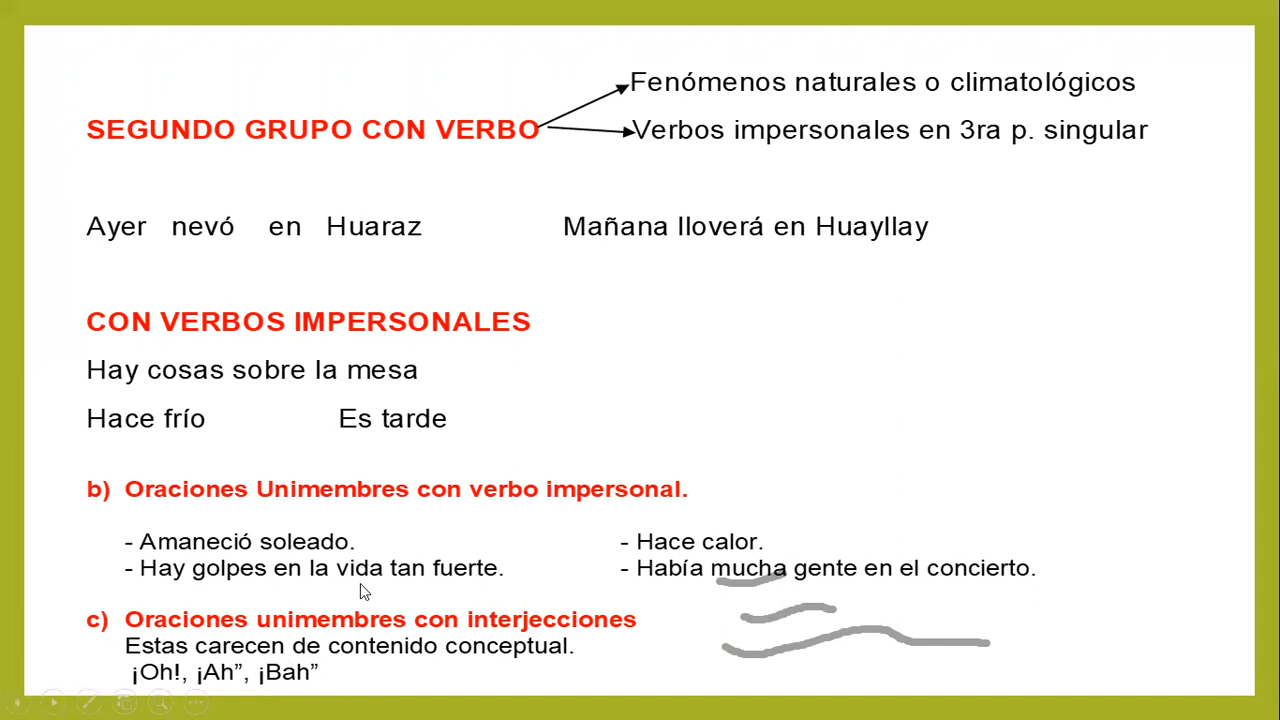 Fenómenos naturales o climatológicos
SEGUNDO GRUPO CON VERBO
Verbos impersonales en 3ra p. singular
Ayer nevó en Huaraz
Mañana lloverá en Huayllay
CON VERBOS IMPERSONALES
Hay cosas sobre la mesa
Hace frío
Es tarde
b) Oraciones Unimembres con verbo impersonal.
- Amaneció soleado.
- Hace calor.
- Hay golpes en la vida tan fuerte.
- Había mucha gente en el concierto.
c) Oraciones unimembres con interjecciones
Estas carecen de contenido conceptual.
¡Oh!, ¡Ah”, ¡Bah”